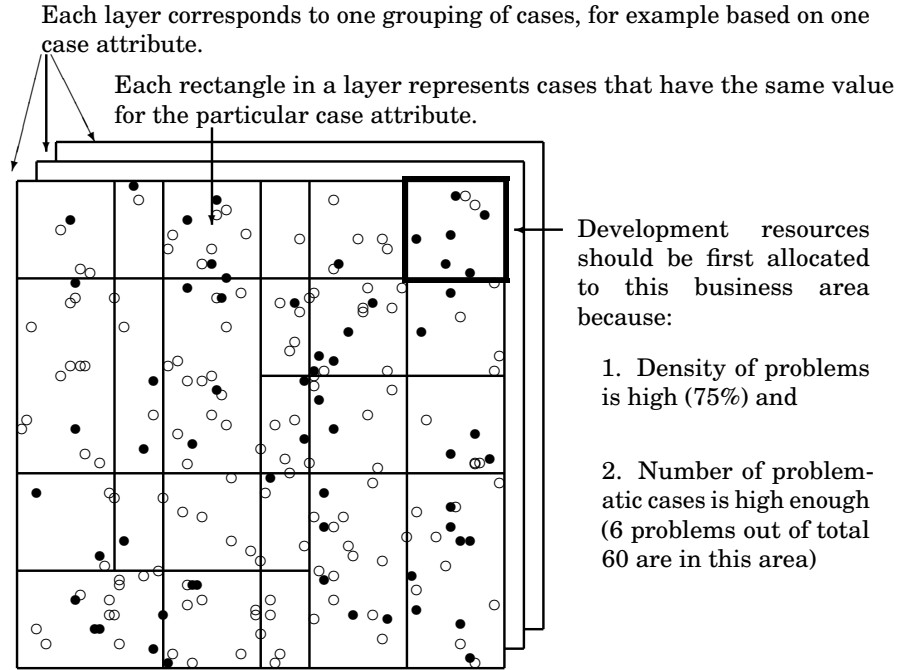 Each layer corresponds to one grouping of cases, for example based on one
case attribute.
Each rectangle in a layer represents cases that have the same value
for the particular case attribute.
Development resources
should be first allocated
to this business area
because:
1. Density of problems
is high (75%) and
2. Number of problem-
atic cases is high enough
(6 problems out of total
60 are in this area)